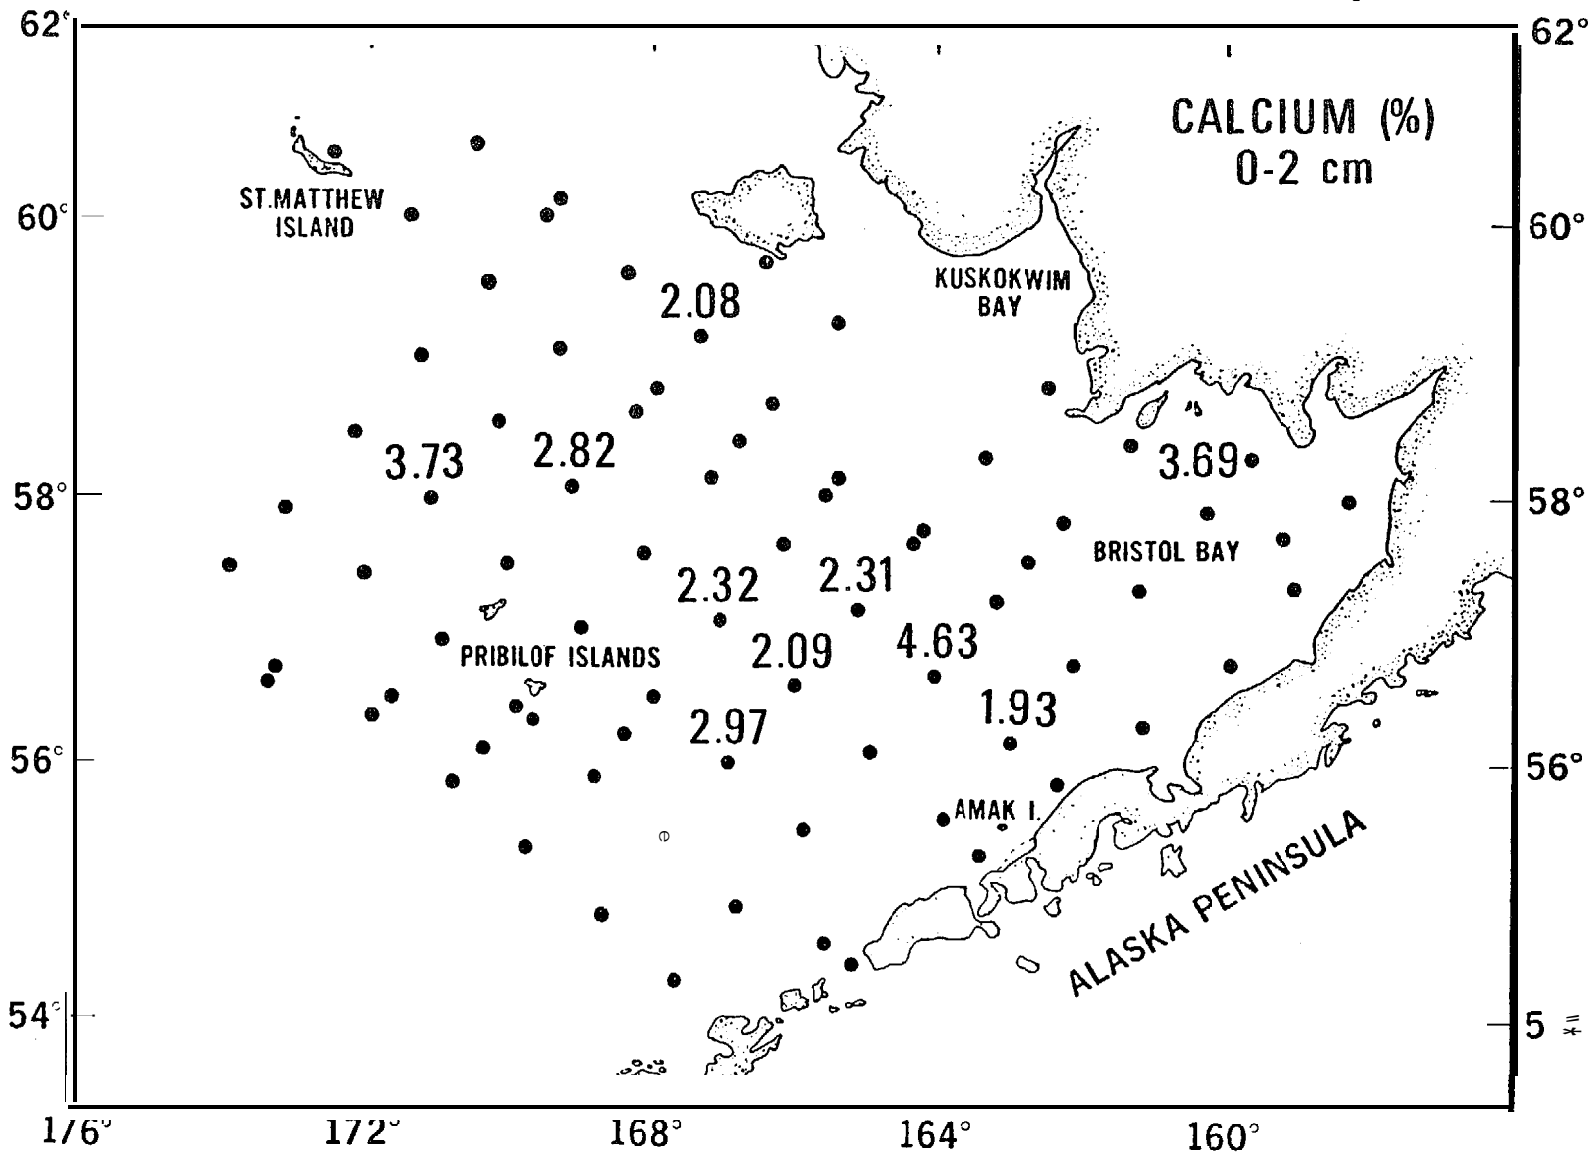 62° 62°
CALCIUM (%)
0-2 cm
ST. MATTHEW
ISLAND
60° 60°
KUSKOKWIM
BAY
2.08
3.73 2.82 3.69
58° 58°
BRISTOL BAY
2.32 2.31
PRIBILOF ISLANDS 2.09 4.63
2.97 1.93
56° 56°
AMAK I.
ALASKA PENINSULA
54° 5
176° 172° 168° 164° 160°